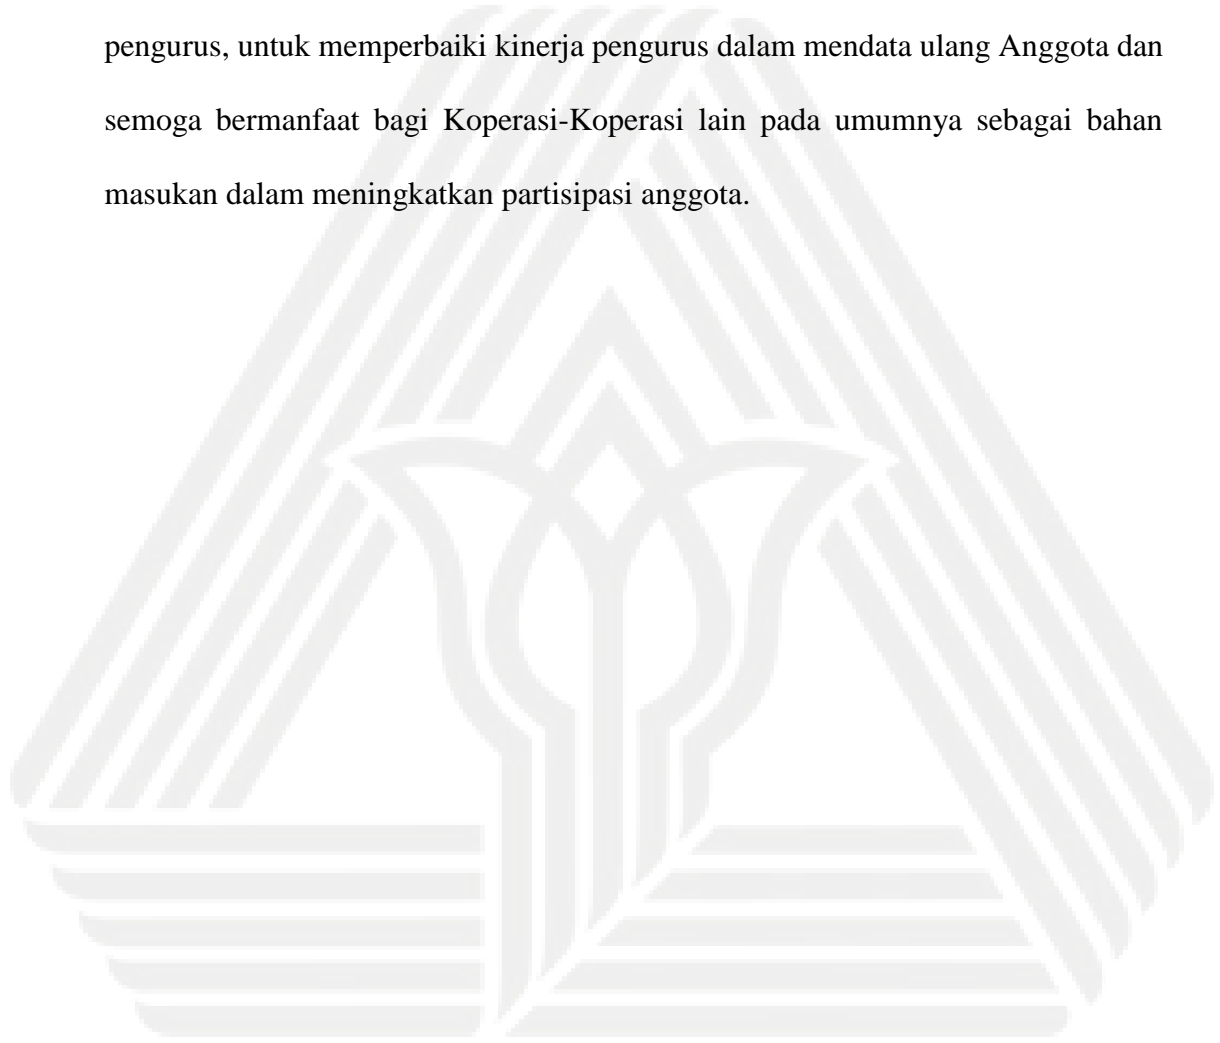 pengurus, untuk memperbaiki kinerja pengurus dalam mendata ulang Anggota dan
semoga bermanfaat bagi Koperasi-Koperasi lain pada umumnya sebagai bahan
masukan dalam meningkatkan partisipasi anggota.